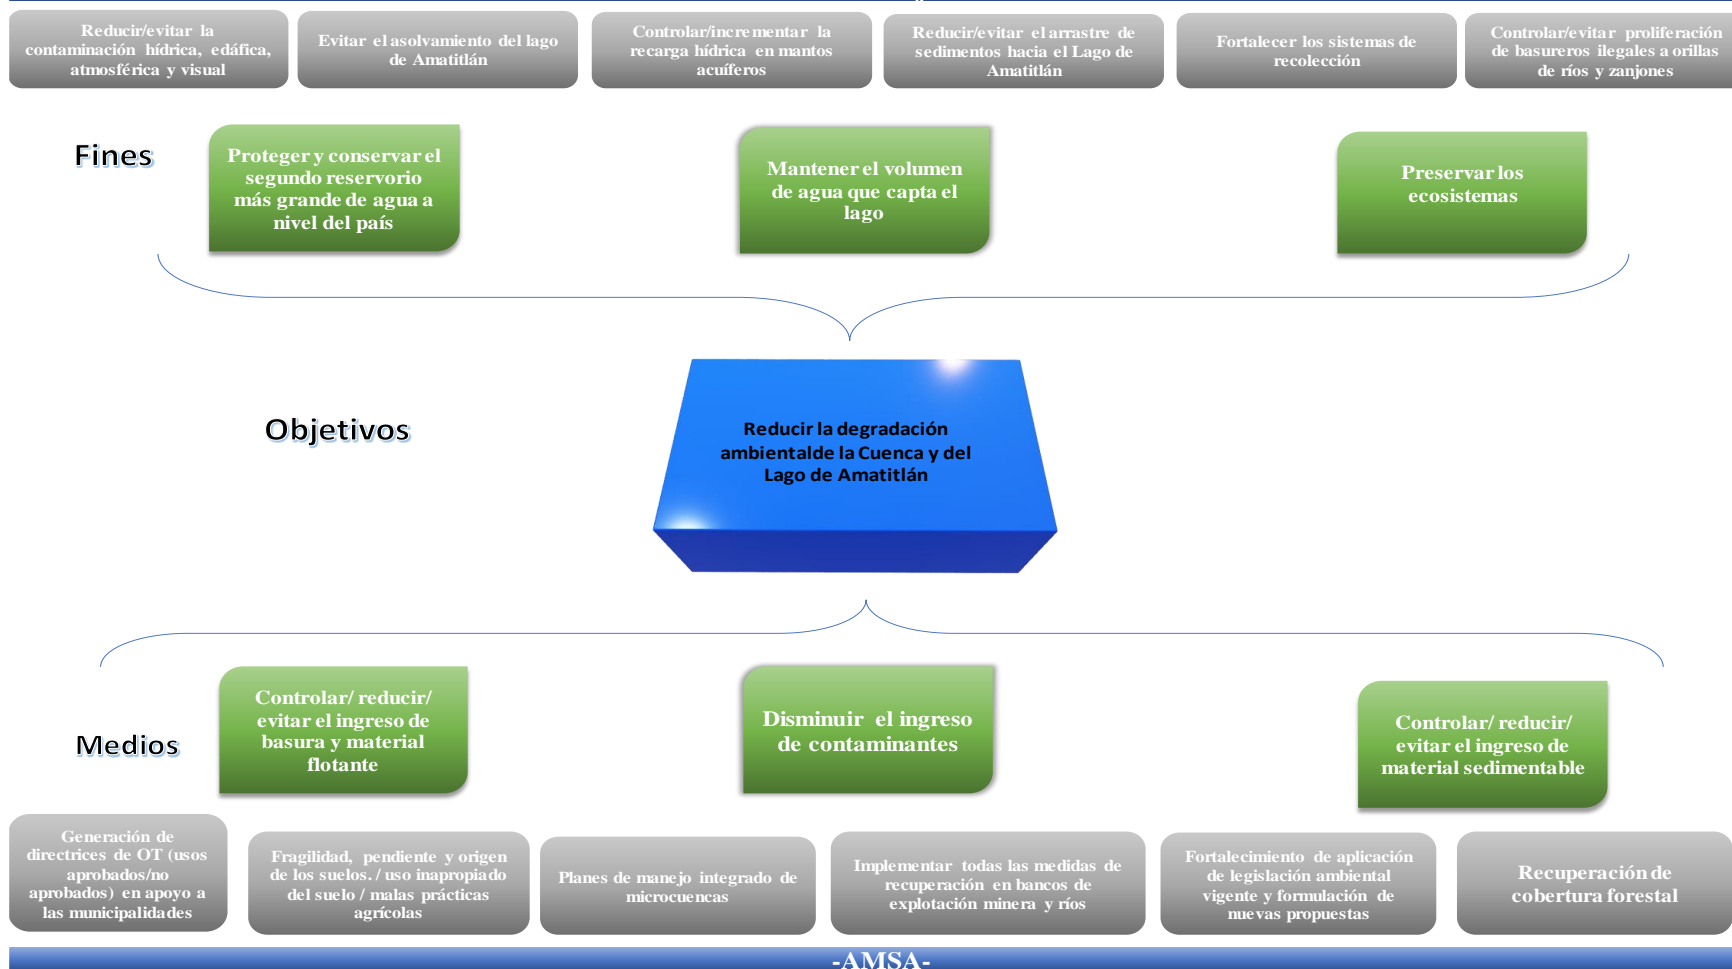 Reducir/evitar la
contaminación hídrica, edáfica,
atmosférica y visual
Evitar el asolvamiento del lago
de Amatitlán
Controlar/incrementar la
recarga hídrica en mantos
acuíferos
Reducir/evitar el arrastre de
sedimentos hacia el Lago de
Amatitlán
Fortalecer los sistemas de
recolección
Controlar/evitar proliferación
de basureros ilegales a orillas
de ríos y zanjones
Fines
Proteger y conservar el
segundo reservorio
más grande de agua a
nivel del país
Mantener el volumen
de agua que capta el
lago
Preservar los
ecosistemas
Objetivos
Reducir la degradación
ambientalde la Cuenca y del
Lago de Amatitlán
Medios
Controlar/ reducir/
evitar el ingreso de
basura y material
flotante
Disminuir el ingreso
de contaminantes
Controlar/ reducir/
evitar el ingreso de
material sedimentable
Generación de
directrices de OT (usos
aprobados/no
aprobados) en apoyo a
las municipalidades
Fragilidad, pendiente y origen
de los suelos. / uso inapropiado
del suelo / malas prácticas
agrícolas
Planes de manejo integrado de
microcuencas
Implementar todas las medidas de
recuperación en bancos de
explotación minera y ríos
Fortalecimiento de aplicación
de legislación ambiental
vigente y formulación de
nuevas propuestas
Recuperación de
cobertura forestal
-AMSA-